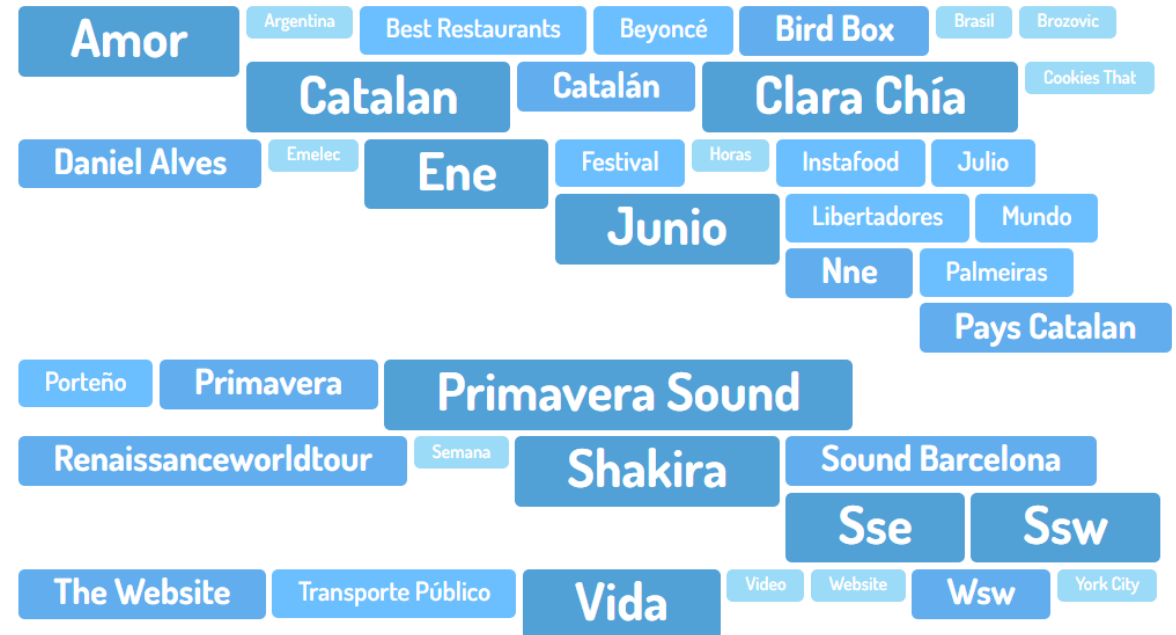 Amor Argentina Best Restaurants Beyoncé Bird Box Brasil Brozovic
Catalan Catalán Clara Chía Cookies That
Daniel Alves Emelec Ene Festival Horas Instafood Julio
Junio Libertadores Mundo
Nne Palmeiras
Pays Catalan
Porteño Primavera Primavera Sound
Renaissanceworldtour Semana Shakira Sound Barcelona
Sse Ssw
The Website Transporte Público Vida Video Website Wsw York City